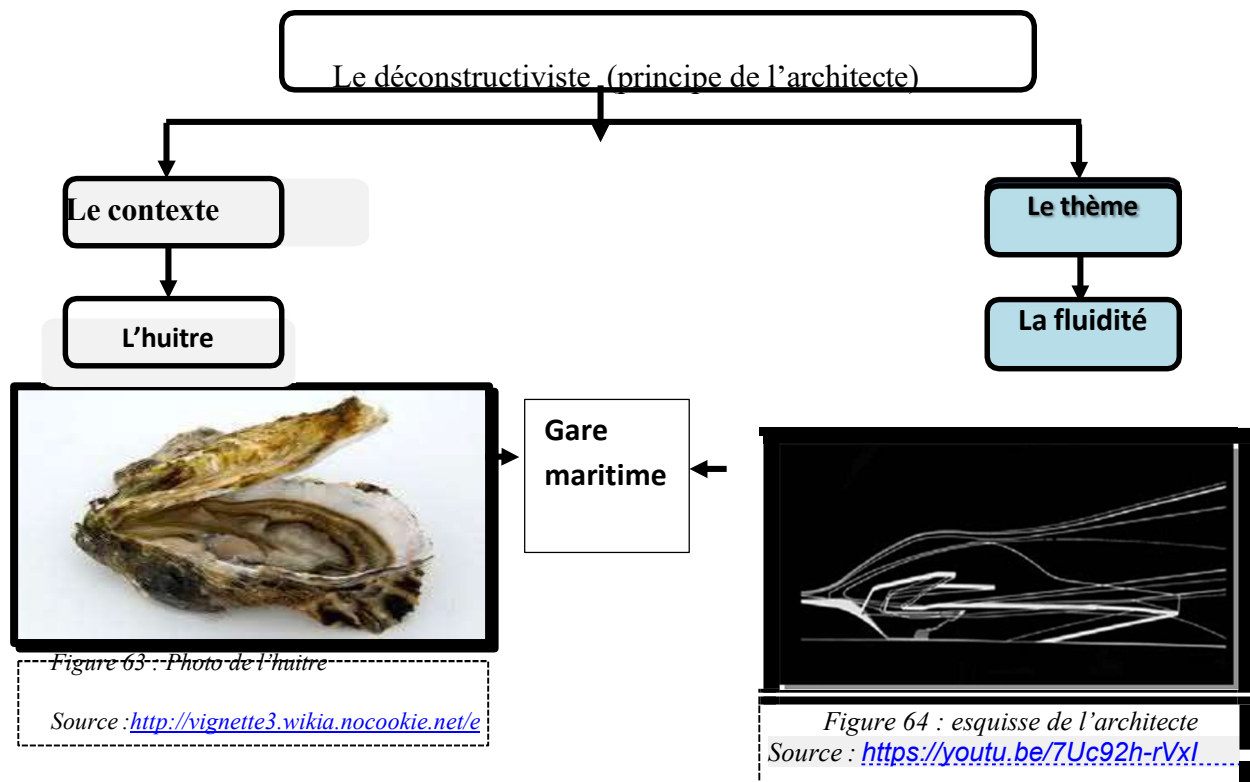 Le déconstructiviste (principe de l’architecte)
Le contexte
Le thème
L'huitre
La fluidité
Gare
maritime
Figure 63 : Photo de l’huitre
Source :http://vignette3.wikia.nocookie.net/e
Figure 64 : esquisse de l’architecte
Source : https://youtu.be/7Uc92h-rVxI